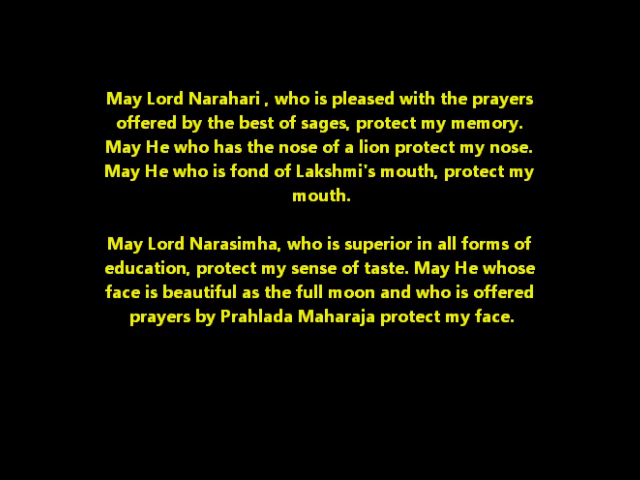 May Lord Narahari , who is pleased with the prayers
offered by the best of sages, protect my memory.
May He who has the nose of a lion protect my nose.
May He who is fond of Lakshmi's mouth, protect my
mouth.
May Lord Narasimha, who is superior in all forms of
education, protect my sense of taste. May He whose
face is beautiful as the full moon and who is offered
prayers by Prahlada Maharaja protect my face.